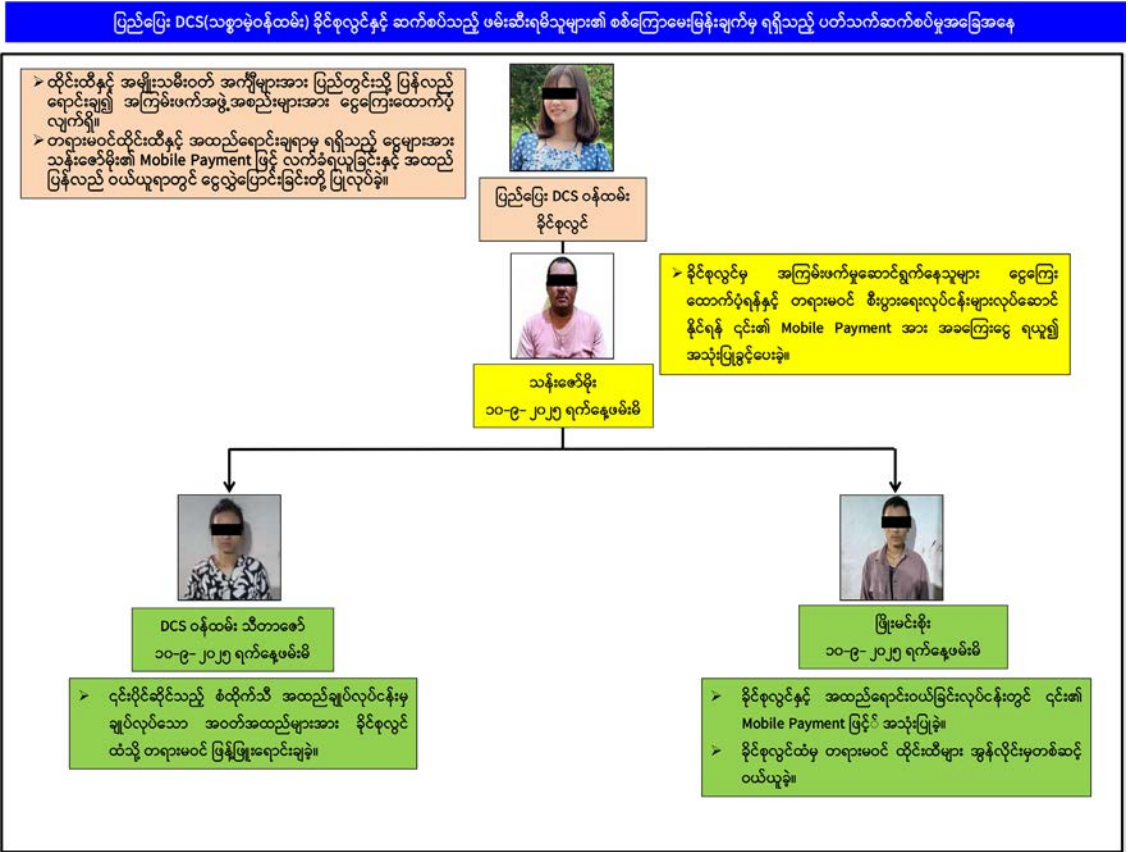 ပြည်ပြေး DCS(သစ္စာမဲ့ဝန်ထမ်း) ခိုင်စုလွင်နှင့် ဆက်စပ်သည့် ဖမ်းဆီးရမိသူများ၏ စစ်ကြောမေးမြန်းချက်မှ ရရှိသည့် ပတ်သက်ဆက်စပ်မှုအခြေအနေ
➢ ထိုင်းထီနှင့် အမျိုးသမီးဝတ် အင်္ကျီများအား ပြည်တွင်းသို့ ပြန်လည်
ရောင်းချ၍ အကြမ်းဖက်အဖွဲ့အစည်းများအား ငွေကြေးထောက်ပံ့
လျက်ရှိ။
➢ တရားမဝင်ထိုင်းထီနှင့် အထည်ရောင်းချရာမှ ရရှိသည့် ငွေများအား
သန်းဇော်မိုး၏ Mobile Payment ဖြင့် လက်ခံရယူခြင်းနှင့် အထည်
ပြန်လည် ဝယ်ယူရာတွင် ငွေလွှဲပြောင်းခြင်းတို့ ပြုလုပ်ခဲ့။
ပြည်ပြေး DCS ဝန်ထမ်း
ခိုင်စုလွင်
➢ ခိုင်စုလွင်မှ အကြမ်းဖက်မှုဆောင်ရွက်နေသူများ ငွေကြေး
ထောက်ပံ့ရန်နှင့် တရားမဝင် စီးပွားရေးလုပ်ငန်းများလုပ်ဆောင်
နိုင်ရန် ၎င်း၏ Mobile Payment အား အခကြေးငွေ ရယူ၍
အသုံးပြုခွင့်ပေးခဲ့။
သန်းဇော်မိုး
၁၀-၉-၂၀၂၅ ရက်နေ့ဖမ်းမိ
DCS ဝန်ထမ်း သီတာဇော်
၁၀-၉-၂၀၂၅ ရက်နေ့ဖမ်းမိ
➢ ၎င်းပိုင်ဆိုင်သည့် စံထိုက်သီ အထည်ချုပ်လုပ်ငန်းမှ
ချုပ်လုပ်သော အဝတ်အထည်များအား ခိုင်စုလွင်
ထံသို့ တရားမဝင် ဖြန့်ဖြူးရောင်းချခဲ့။
ဖြိုးမင်းစိုး
၁၀-၉-၂၀၂၅ ရက်နေ့ဖမ်းမိ
➢ ခိုင်စုလွင်နှင့် အထည်ရောင်းဝယ်ခြင်းလုပ်ငန်းတွင် ၎င်း၏
Mobile Payment ဖြင့်် အသုံးပြုခဲ့။
➢ ခိုင်စုလွင်ထံမှ တရားမဝင် ထိုင်းထီများ အွန်လိုင်းမှတစ်ဆင့်
ဝယ်ယူခဲ့။